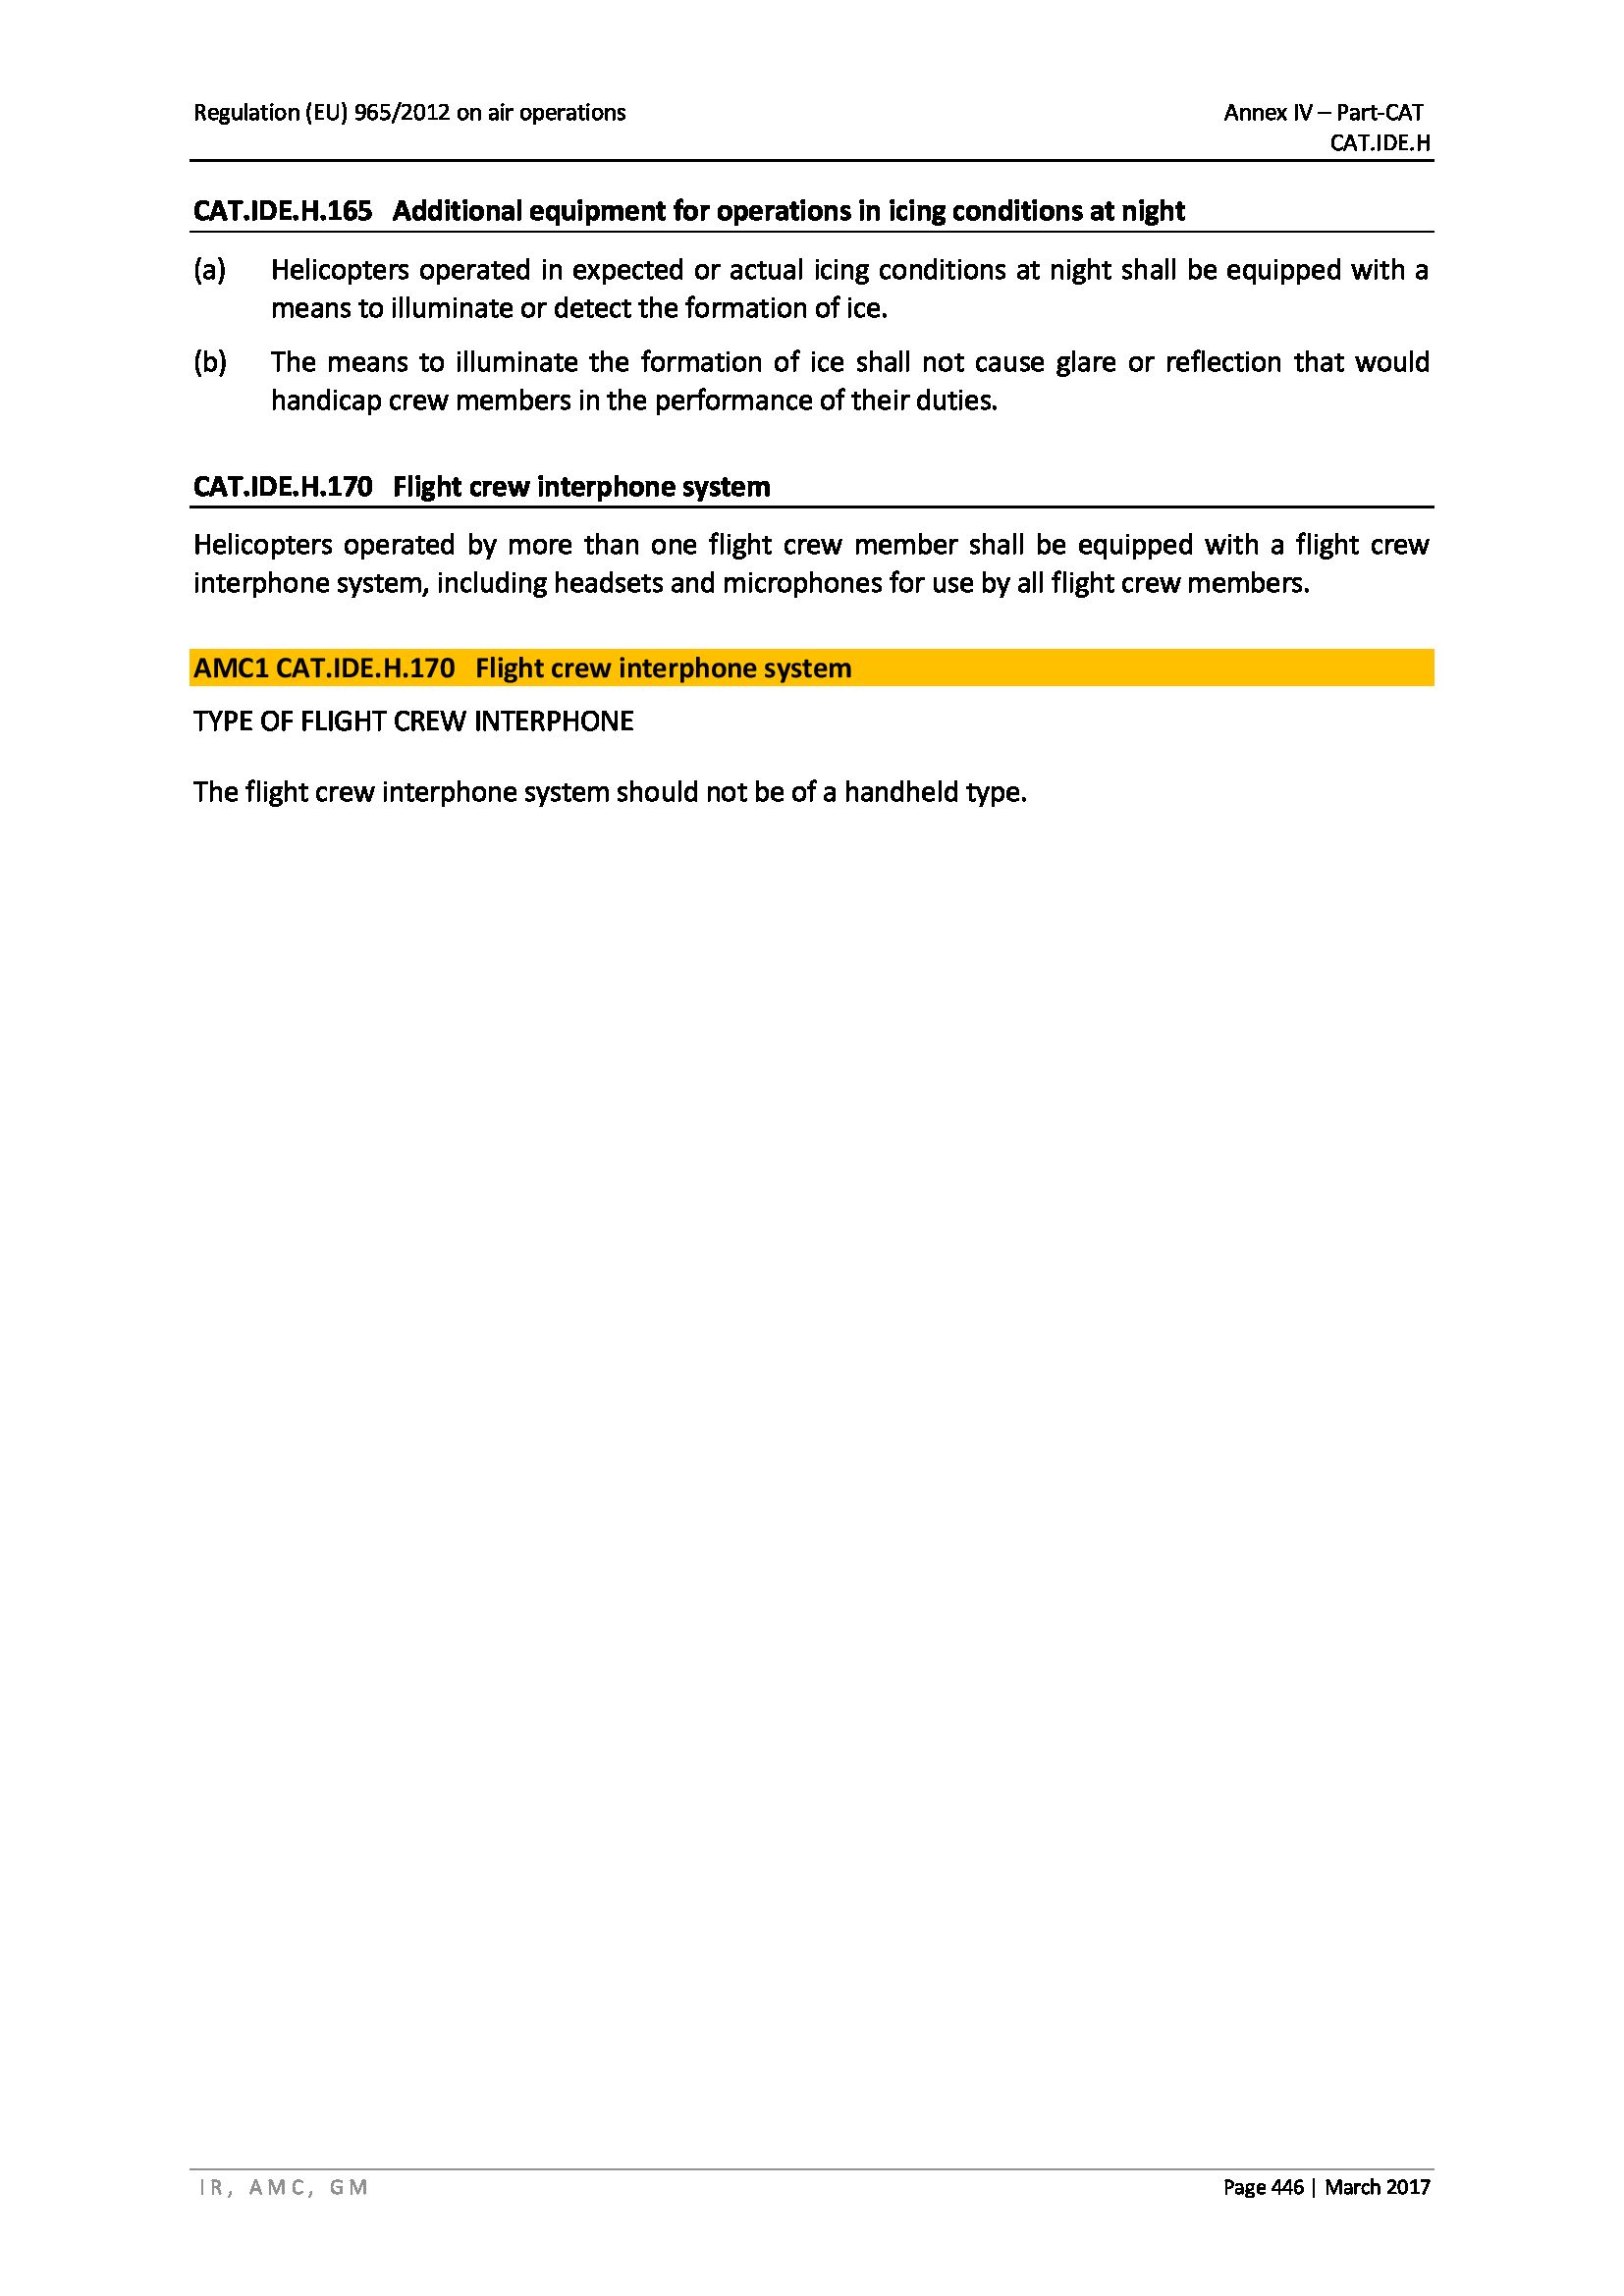 Regulation (EU) 965/2012 on air operations
Annex IV – Part-CAT
CAT.IDE.H
CAT.IDE.H.165 Additional equipment for operations in icing conditions at night
(a) Helicopters operated in expected or actual icing conditions at night shall be equipped with a
means to illuminate or detect the formation of ice.
(b) The means to illuminate the formation of ice shall not cause glare or reflection that would
handicap crew members in the performance of their duties.
CAT.IDE.H.170 Flight crew interphone system
Helicopters operated by more than one flight crew member shall be equipped with a flight crew
interphone system, including headsets and microphones for use by all flight crew members.
AMC1 CAT.IDE.H.170 Flight crew interphone system
TYPE OF FLIGHT CREW INTERPHONE
The flight crew interphone system should not be of a handheld type.
IR, AMC, GM
Page 446 | March 2017